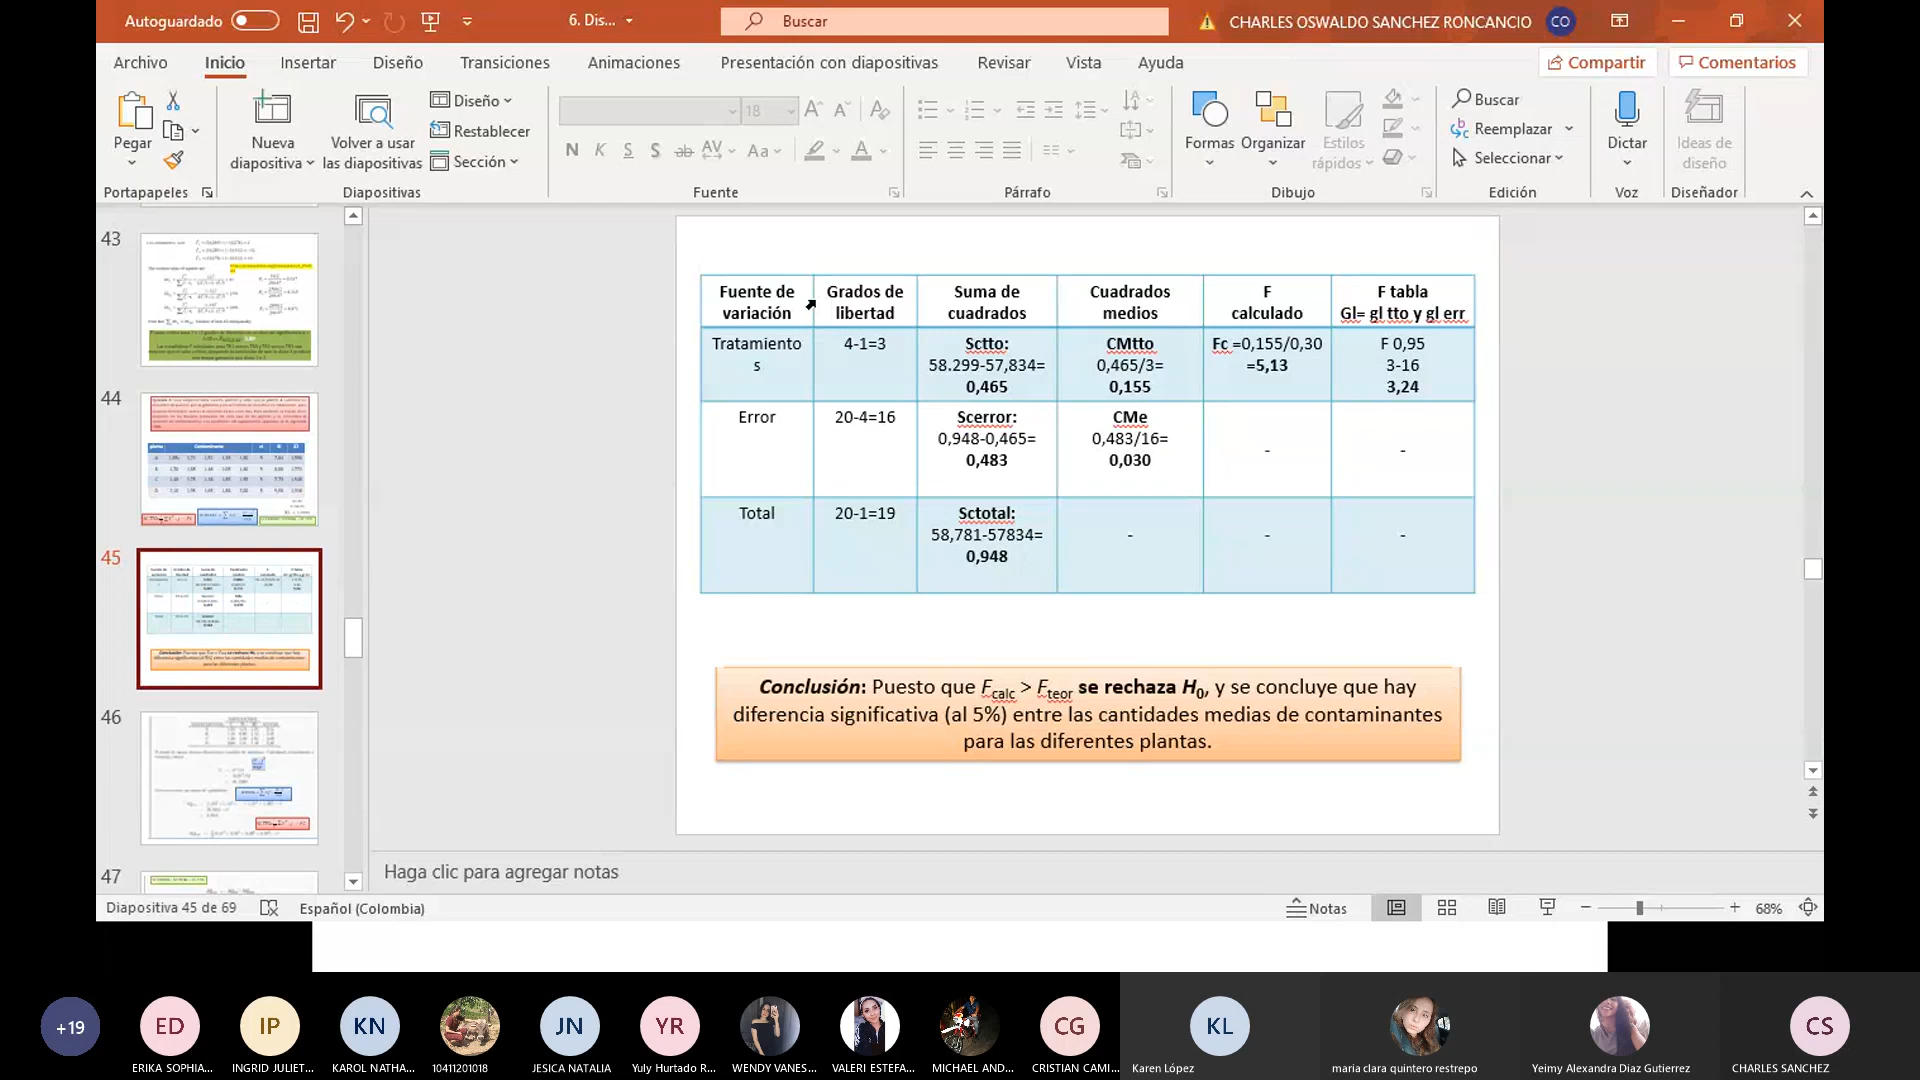 Autoguardado
6. Dis...
Buscar
CHARLES OSWALDO SANCHEZ RONCANCIO
CO
Archivo
Inicio
Insertar
Diseño
Transiciones
Animaciones
Presentación con diapositivas
Revisar
Vista
Ayuda
Compartir
Comentarios
Pegar
Nueva
diapositiva
Volver a usar
las diapositivas
Diseño
Restablecer
Sección
18
N K S S ab AV Aa A
Formas
Organizar
Estilos
rápidos
Buscar
Reemplazar
Seleccionar
Dictar
Ideas de
diseño
Portapapeles
Diapositivas
Fuente
Párrafo
Dibujo
Edición
Voz
Diseñador
43
44
45
46
47
Fuente de
variación
Grados de
libertad
Suma de
cuadrados
Cuadrados
medios
F
calculado
F tabla
Gl= gl tto y gl err
Tratamiento
s
4-1=3
Sctto:
58.299-57,834=
0,465
CMtto
0,465/3=
0,155
Fc =0,155/0,30
=5,13
F 0,95
3-16
3,24
Error
20-4=16
Scerror:
0,948-0,465=
0,483
CMe
0,483/16=
0,030
-
-
Total
20-1=19
Sctotal:
58,781-57834=
0,948
-
-
-
Conclusión: Puesto que Fcalc > Fteor se rechaza H0, y se concluye que hay
diferencia significativa (al 5%) entre las cantidades medias de contaminantes
para las diferentes plantas.
Haga clic para agregar notas
Diapositiva 45 de 69
Español (Colombia)
Notas
68%
+19
ED
IP
KN
JN
YR
CG
KL
CS
ERIKA SOPHIA...
INGRID JULIET...
KAROL NATHA...
10411201018
JESICA NATALIA
Yuly Hurtado R...
WENDY VANES...
VALERI ESTEFA...
MICHAEL AND...
CRISTIAN CAMI...
Karen López
maria clara quintero restrepo
Yeimy Alexandra Diaz Gutierrez
CHARLES SANCHEZ